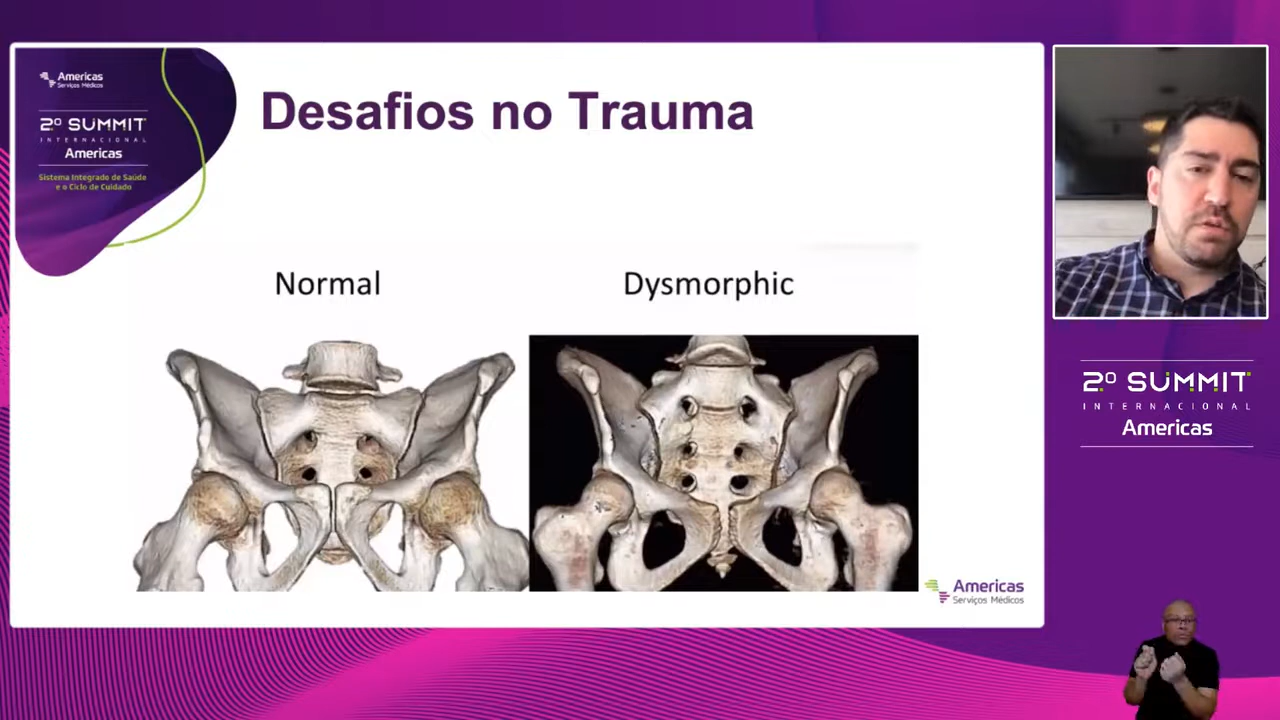 Americas
Serviços Médicos
2º SUMMIT
INTERNACIONAL
Americas
Sistema Integrado de Saúde
e o Ciclo de Cuidado
Desafios no Trauma
Normal
Dysmorphic
Americas
Serviços Médicos
2º SUMMIT
INTERNACIONAL
Americas